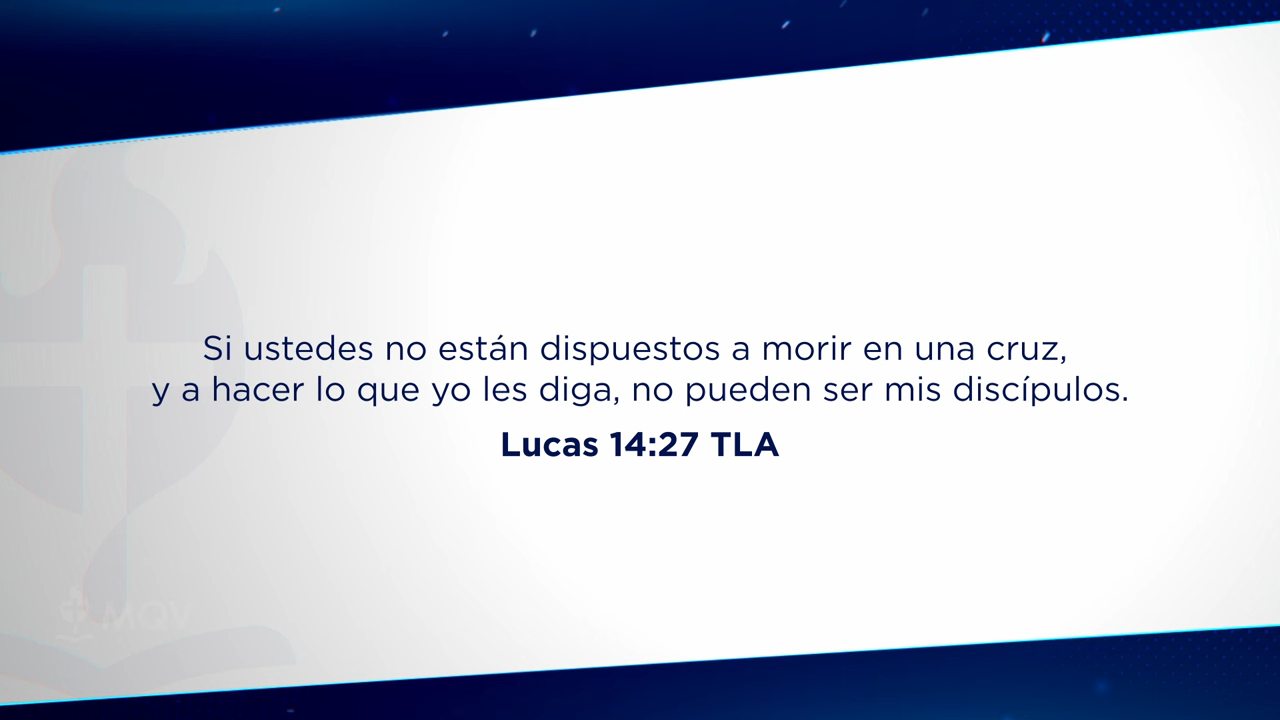 Si ustedes no están dispuestos a morir en una cruz,
y a hacer lo que yo les diga, no pueden ser mis discípulos.
Lucas 14:27 TLA
MQV